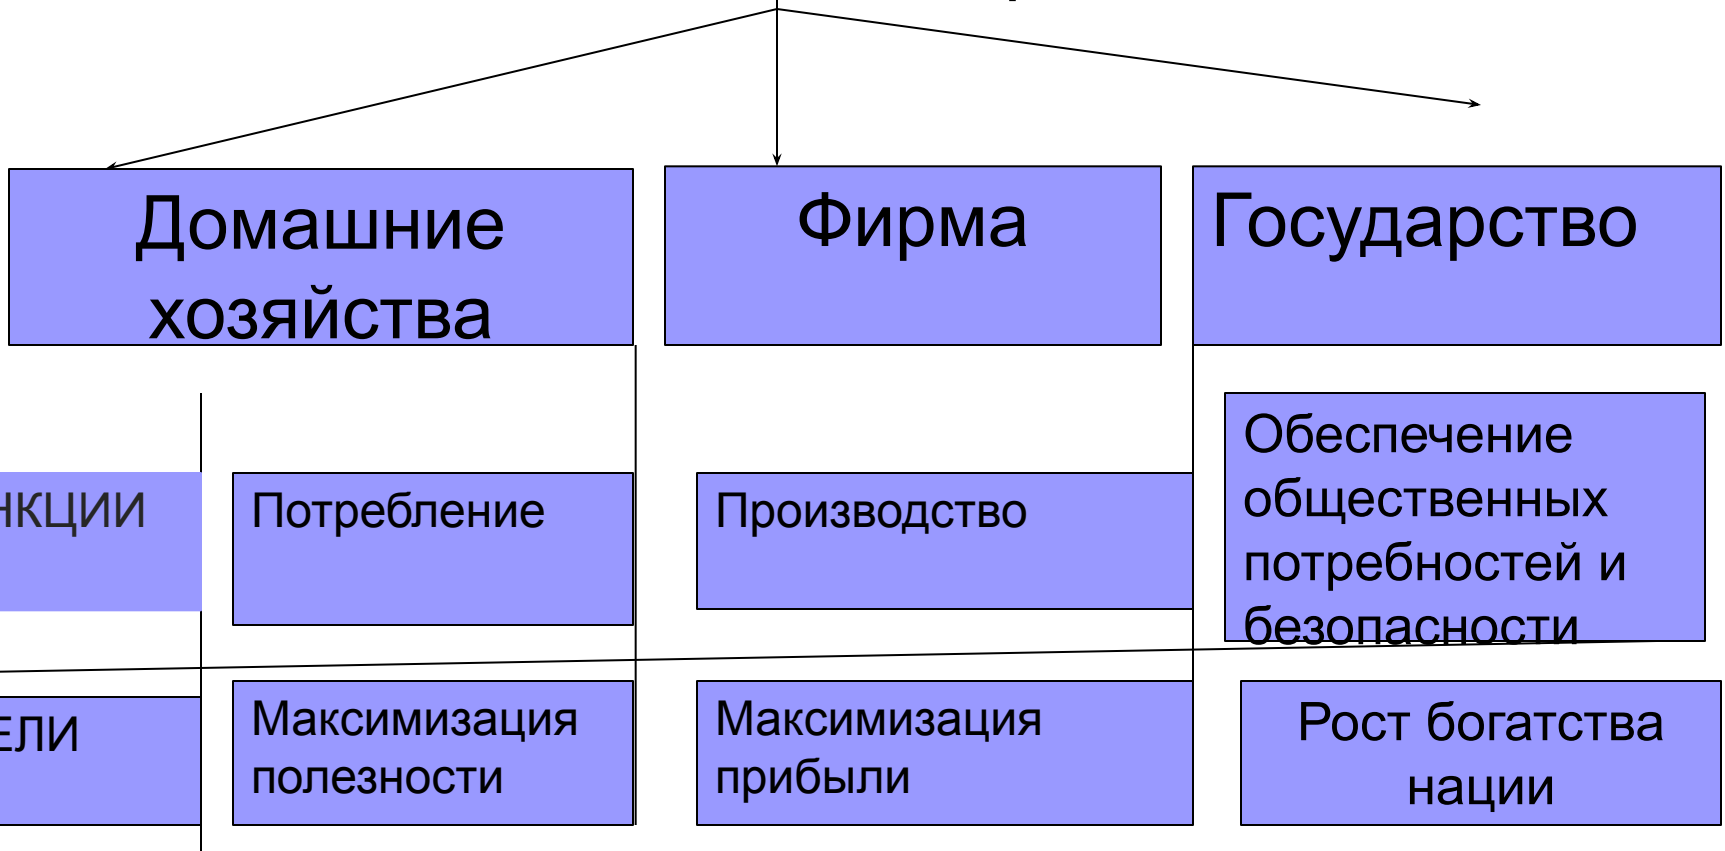 Домашние
хозяйства
Фирма
Государство
НКЦИИ
Потребление
Производство
Обеспечение
общественных
потребностей и
безопасности
ЕЛИ
Максимизация
полезности
Максимизация
прибыли
Рост богатства
нации